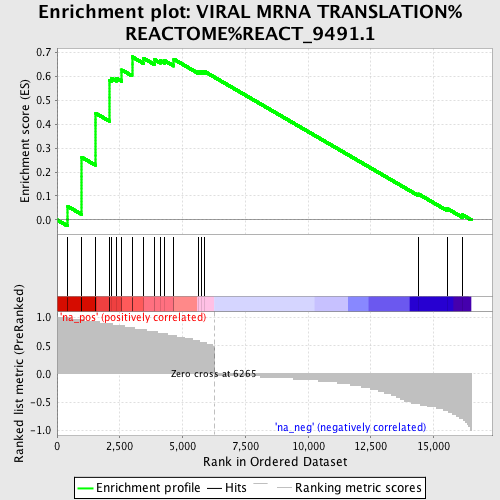 Enrichment plot: VIRAL MRNA TRANSLATION%
REACTOME%REACT_9491.1
Enrichment score (ES)
0.7
0.6
0.5
0.4
0.3
0.2
0.1
0.0
Ranked list metric (PreRanked)
1.0
0.5
0.0
-0.5
-1.0
'na_pos' (positively correlated)
Zero cross at 6265
'na_neg' (negatively correlated)
0 2,500 5,000 7,500 10,000 12,500 15,000
Rank in Ordered Dataset
Enrichment profile Hits Ranking metric scores